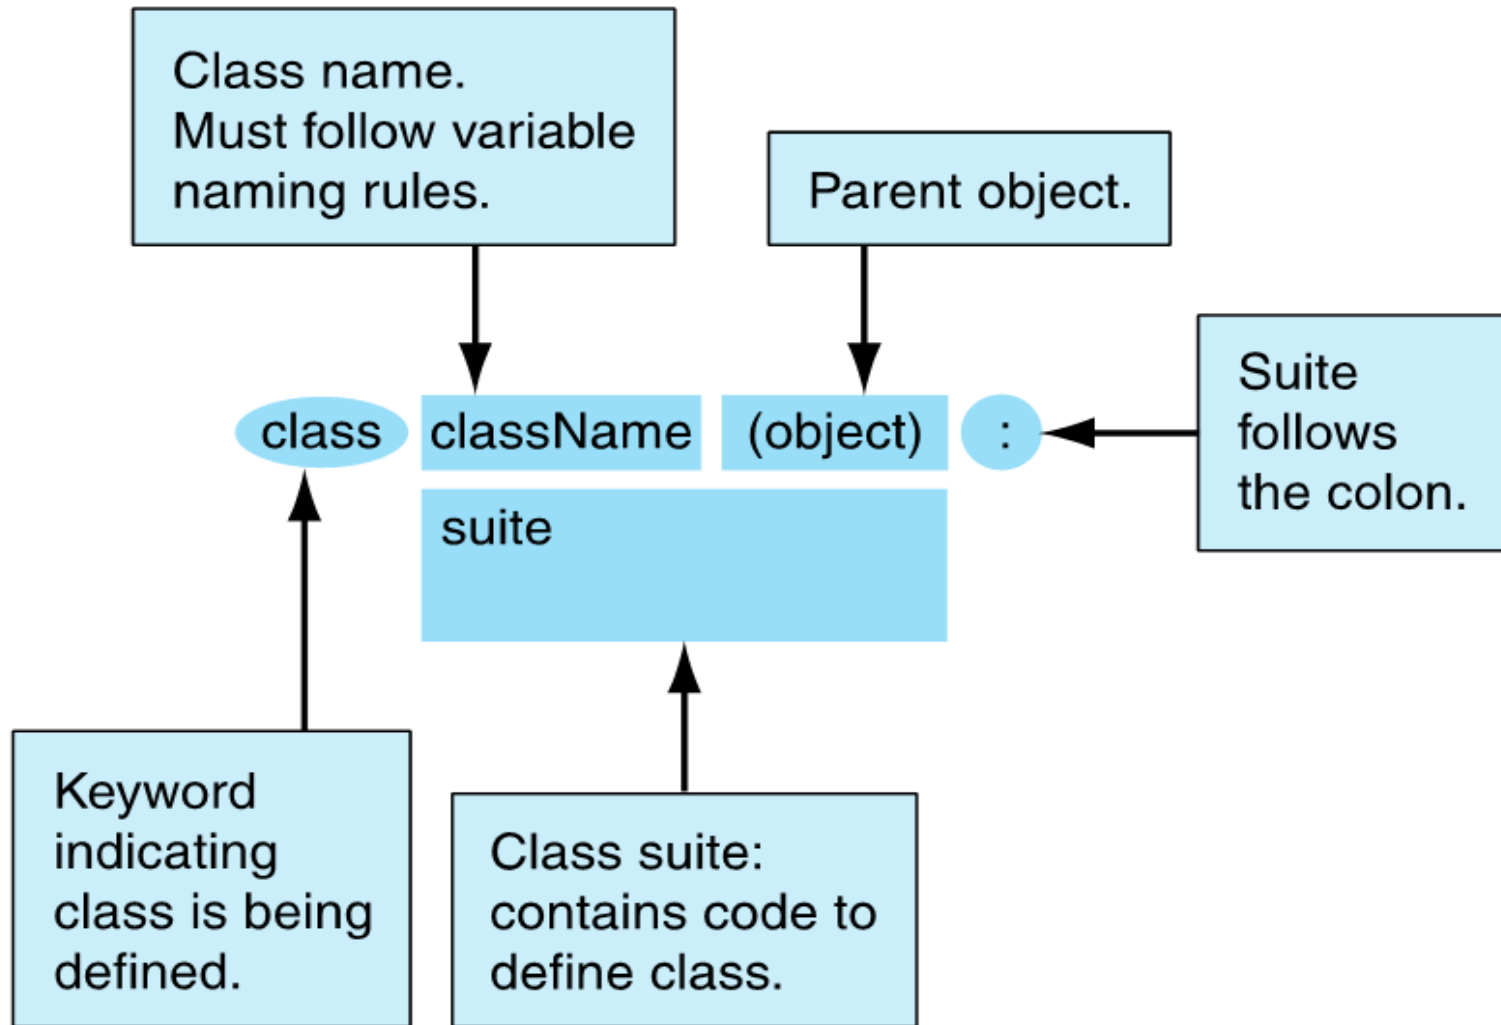 Class name.
Must follow variable
naming rules.
Parent object.
class className (object) :
Suite
follows
the colon.
suite
Keyword
indicating
class is being
defined.
Class suite:
contains code to
define class.